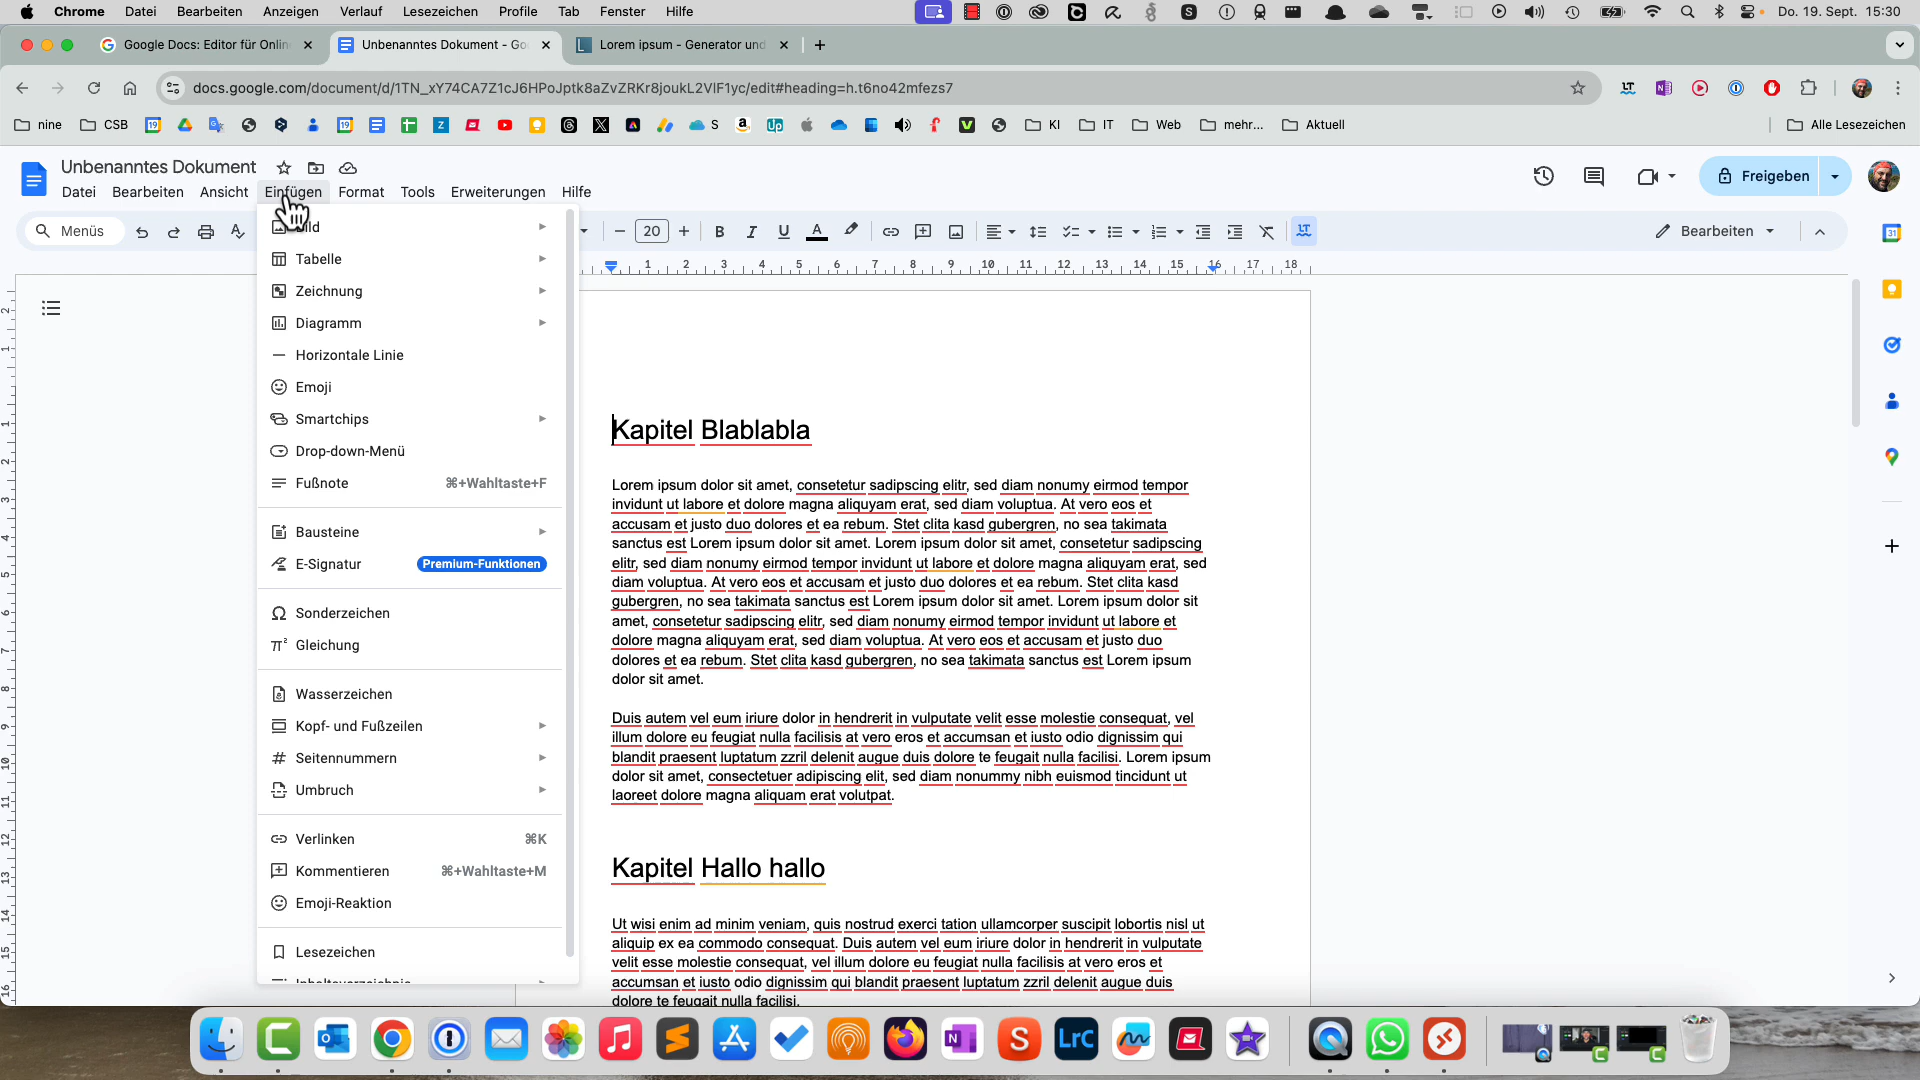 Chrome Datei Bearbeiten Anzeigen Verlauf Lesezeichen Profile Tab Fenster Hilfe Do. 19. Sept. 15:30
Google Docs: Editor für Onlin Unbenanntes Dokument - Go Lorem ipsum - Generator und
docs.google.com/document/d/1TN_xY74CA7Z1cJ6HPoJptk8aZvZRKr8joukL2VlF1yc/edit#heading=h.t6no42mfezs7
nine CSB S KI IT Web mehr... Aktuell Alle Lesezeichen
Unbenanntes Dokument
Datei Bearbeiten Ansicht Einfügen Format Tools Erweiterungen Hilfe
Freigeben
Menüs 20 Bearbeiten
1 2 3 4 5 6 7 8 9 10 11 12 13 14 15 16 17 18
Bild
Tabelle
Zeichnung
Diagramm
Horizontale Linie
Emoji
Smartchips
Drop-down-Menü
Fußnote ⌘+Wahltaste+F
Bausteine
E-Signatur Premium-Funktionen
Sonderzeichen
Gleichung
Wasserzeichen
Kopf- und Fußzeilen
Seitennummern
Umbruch
Verlinken ⌘K
Kommentieren ⌘+Wahltaste+M
Emoji-Reaktion
Lesezeichen
Inhaltsverzeichnis
Kapitel Blablabla
Lorem ipsum dolor sit amet, consetetur sadipscing elitr, sed diam nonumy eirmod tempor
invidunt ut labore et dolore magna aliquyam erat, sed diam voluptua. At vero eos et
accusam et justo duo dolores et ea rebum. Stet clita kasd gubergren, no sea takimata
sanctus est Lorem ipsum dolor sit amet. Lorem ipsum dolor sit amet, consetetur sadipscing
elitr, sed diam nonumy eirmod tempor invidunt ut labore et dolore magna aliquyam erat, sed
diam voluptua. At vero eos et accusam et justo duo dolores et ea rebum. Stet clita kasd
gubergren, no sea takimata sanctus est Lorem ipsum dolor sit amet. Lorem ipsum dolor sit
amet, consetetur sadipscing elitr, sed diam nonumy eirmod tempor invidunt ut labore et
dolore magna aliquyam erat, sed diam voluptua. At vero eos et accusam et justo duo
dolores et ea rebum. Stet clita kasd gubergren, no sea takimata sanctus est Lorem ipsum
dolor sit amet.
Duis autem vel eum iriure dolor in hendrerit in vulputate velit esse molestie consequat, vel
illum dolore eu feugiat nulla facilisis at vero eros et accumsan et iusto odio dignissim qui
blandit praesent luptatum zzril delenit augue duis dolore te feugait nulla facilisi. Lorem ipsum
dolor sit amet, consectetuer adipiscing elit, sed diam nonummy nibh euismod tincidunt ut
laoreet dolore magna aliquam erat volutpat.
Kapitel Hallo hallo
Ut wisi enim ad minim veniam, quis nostrud exerci tation ullamcorper suscipit lobortis nisl ut
aliquip ex ea commodo consequat. Duis autem vel eum iriure dolor in hendrerit in vulputate
velit esse molestie consequat, vel illum dolore eu feugiat nulla facilisis at vero eros et
accumsan et iusto odio dignissim qui blandit praesent luptatum zzril delenit augue duis
dolore te feugait nulla facilisi.
LrC